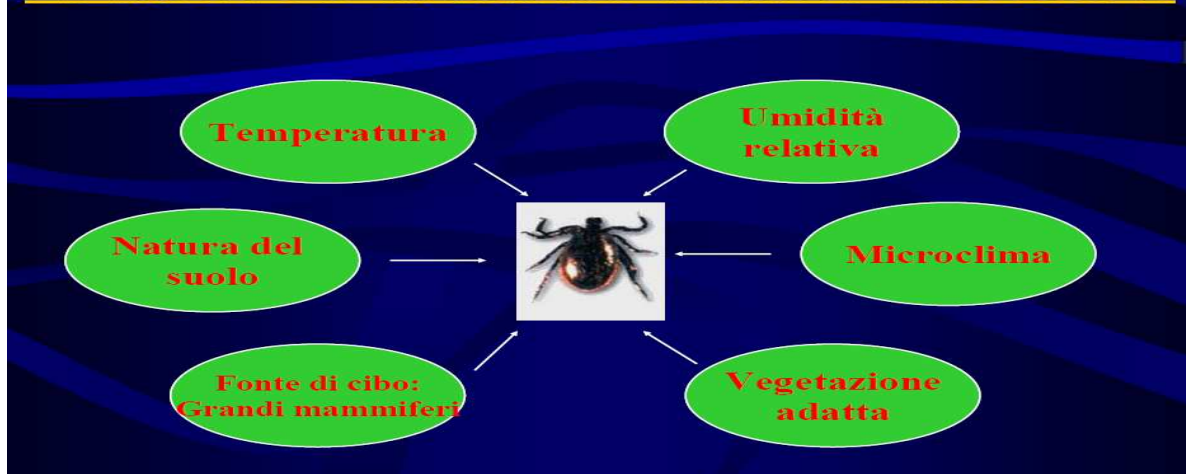 Temperatura
Umidità
relativa
Natura del
suolo
Microclima
Fonte di cibo:
Grandi mammiferi
Vegetazione
adatta